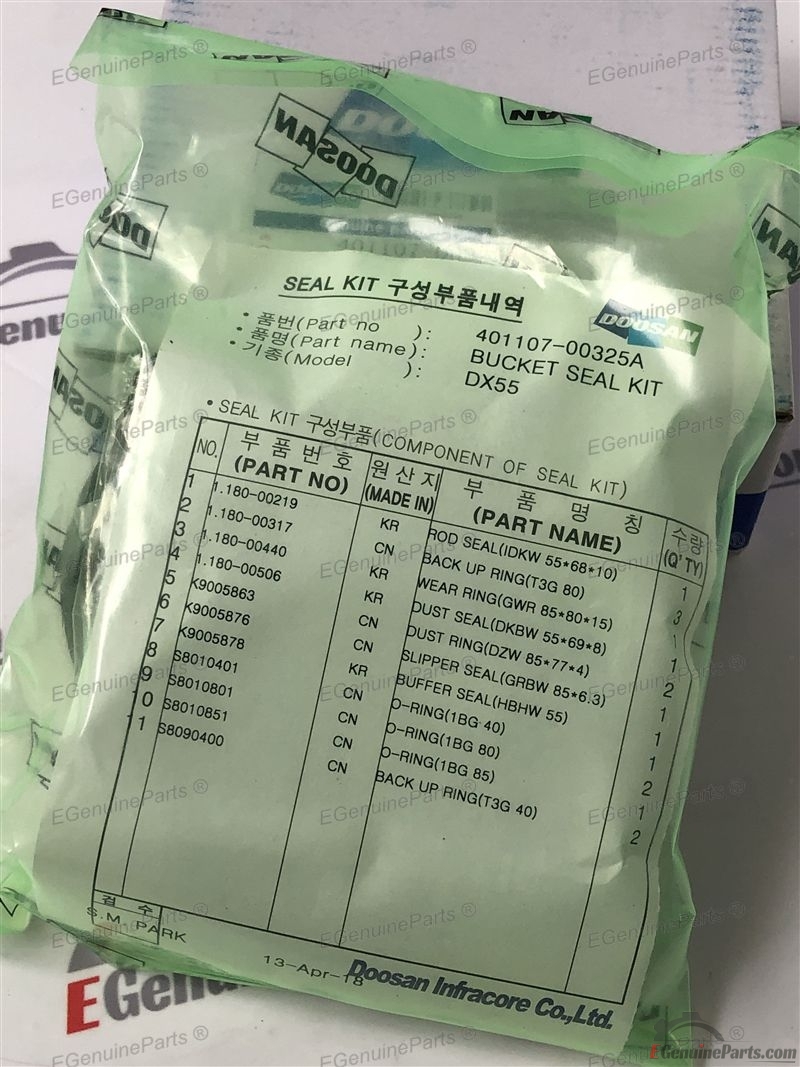 DOOSAN
DOOSAN
SEAL KIT 구성부품내역
DOOSAN
• 품번(Part no ): 401107-00325A
• 품명(Part name): BUCKET SEAL KIT
• 기종(Model ): DX55
• SEAL KIT 구성부품(COMPONENT OF SEAL KIT)
NO. 부품번호 (PART NO) 원산지 (MADE IN) 부품명칭 (PART NAME) 수량 (Q'TY)
1 1.180-00219 KR ROD SEAL(IDKW 55*68*10) 1
2 1.180-00317 CN BACK UP RING(T3G 80) 3
3 1.180-00440 KR WEAR RING(GWR 85*80*15) 1
4 1.180-00506 KR DUST SEAL(DKBW 55*69*8) 1
5 K9005863 CN DUST RING(DZW 85*77*4) 2
6 K9005876 CN SLIPPER SEAL(GRBW 85*6.3) 1
7 K9005878 KR BUFFER SEAL(HBHW 55) 1
8 S8010401 CN O-RING(1BG 40) 1
9 S8010801 CN O-RING(1BG 80) 2
10 S8010851 CN O-RING(1BG 85) 1
11 S8090400 CN BACK UP RING(T3G 40) 2
검수
S.M. PARK
13-Apr-18
Doosan Infracore Co.,Ltd.
EGenuineParts ®
EGenuineParts.com